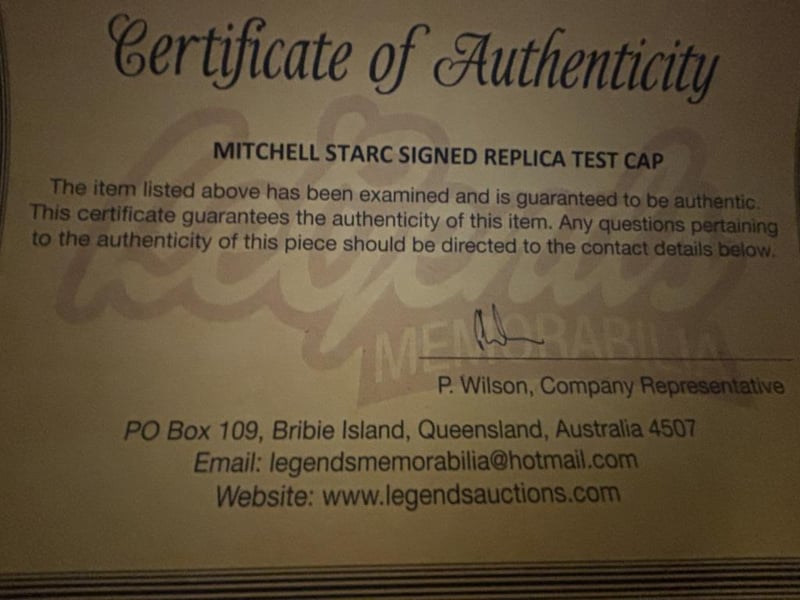 Certificate of Authenticity
MITCHELL STARC SIGNED REPLICA TEST CAP
The item listed above has been examined and is guaranteed to be authentic.
This certificate guarantees the authenticity of this item. Any questions pertaining
to the authenticity of this piece should be directed to the contact details below.
Legends
MEMORABILIA
P. Wilson, Company Representative
PO Box 109, Bribie Island, Queensland, Australia 4507
Email: legendsmemorabilia@hotmail.com
Website: www.legendsauctions.com